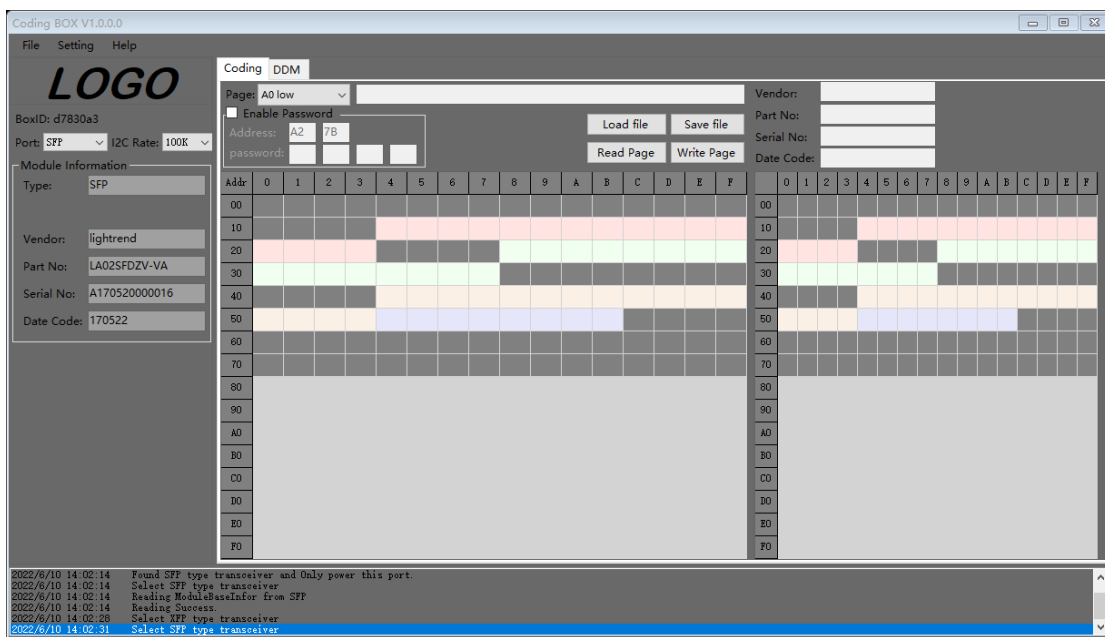 Coding BOX V1.0.0.0
File Setting Help
LOGO
BoxID: d7830a3
Port: SFP I2C Rate: 100K
Module Information
Type: SFP
Vendor: lightrend
Part No: LA02SFDZV-VA
Serial No: A170520000016
Date Code: 170522
Coding DDM
Page: A0 low
Enable Password
Address: A2 7B
password:
Load file Save file
Read Page Write Page
Vendor:
Part No:
Serial No:
Date Code:
Addr 0 1 2 3 4 5 6 7 8 9 A B C D E F
00
10
20
30
40
50
60
70
80
90
A0
B0
C0
D0
E0
F0
0 1 2 3 4 5 6 7 8 9 A B C D E F
00
10
20
30
40
50
60
70
80
90
A0
B0
C0
D0
E0
F0
2022/6/10 14:02:14 Found SFP type transceiver and Only power this port.
2022/6/10 14:02:14 Select SFP type transceiver
2022/6/10 14:02:14 Reading ModuleBaseInfor from SFP
2022/6/10 14:02:14 Reading Success.
2022/6/10 14:02:28 Select XFP type transceiver
2022/6/10 14:02:31 Select SFP type transceiver